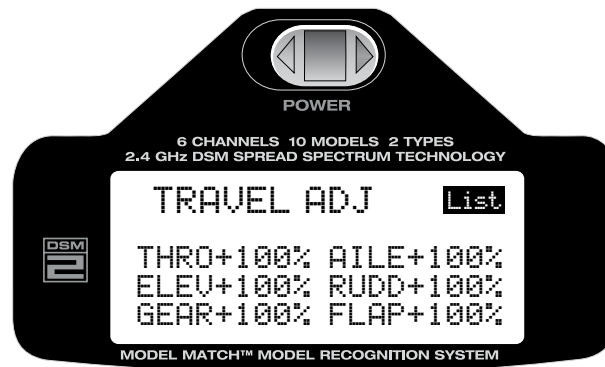 POWER
6 CHANNELS 10 MODELS 2 TYPES
2.4 GHz DSM SPREAD SPECTRUM TECHNOLOGY
TRAVEL ADJ List
DSM
2
THRO+100% AILE+100%
ELEV+100% RUDD+100%
GEAR+100% FLAP+100%
MODEL MATCH™ MODEL RECOGNITION SYSTEM